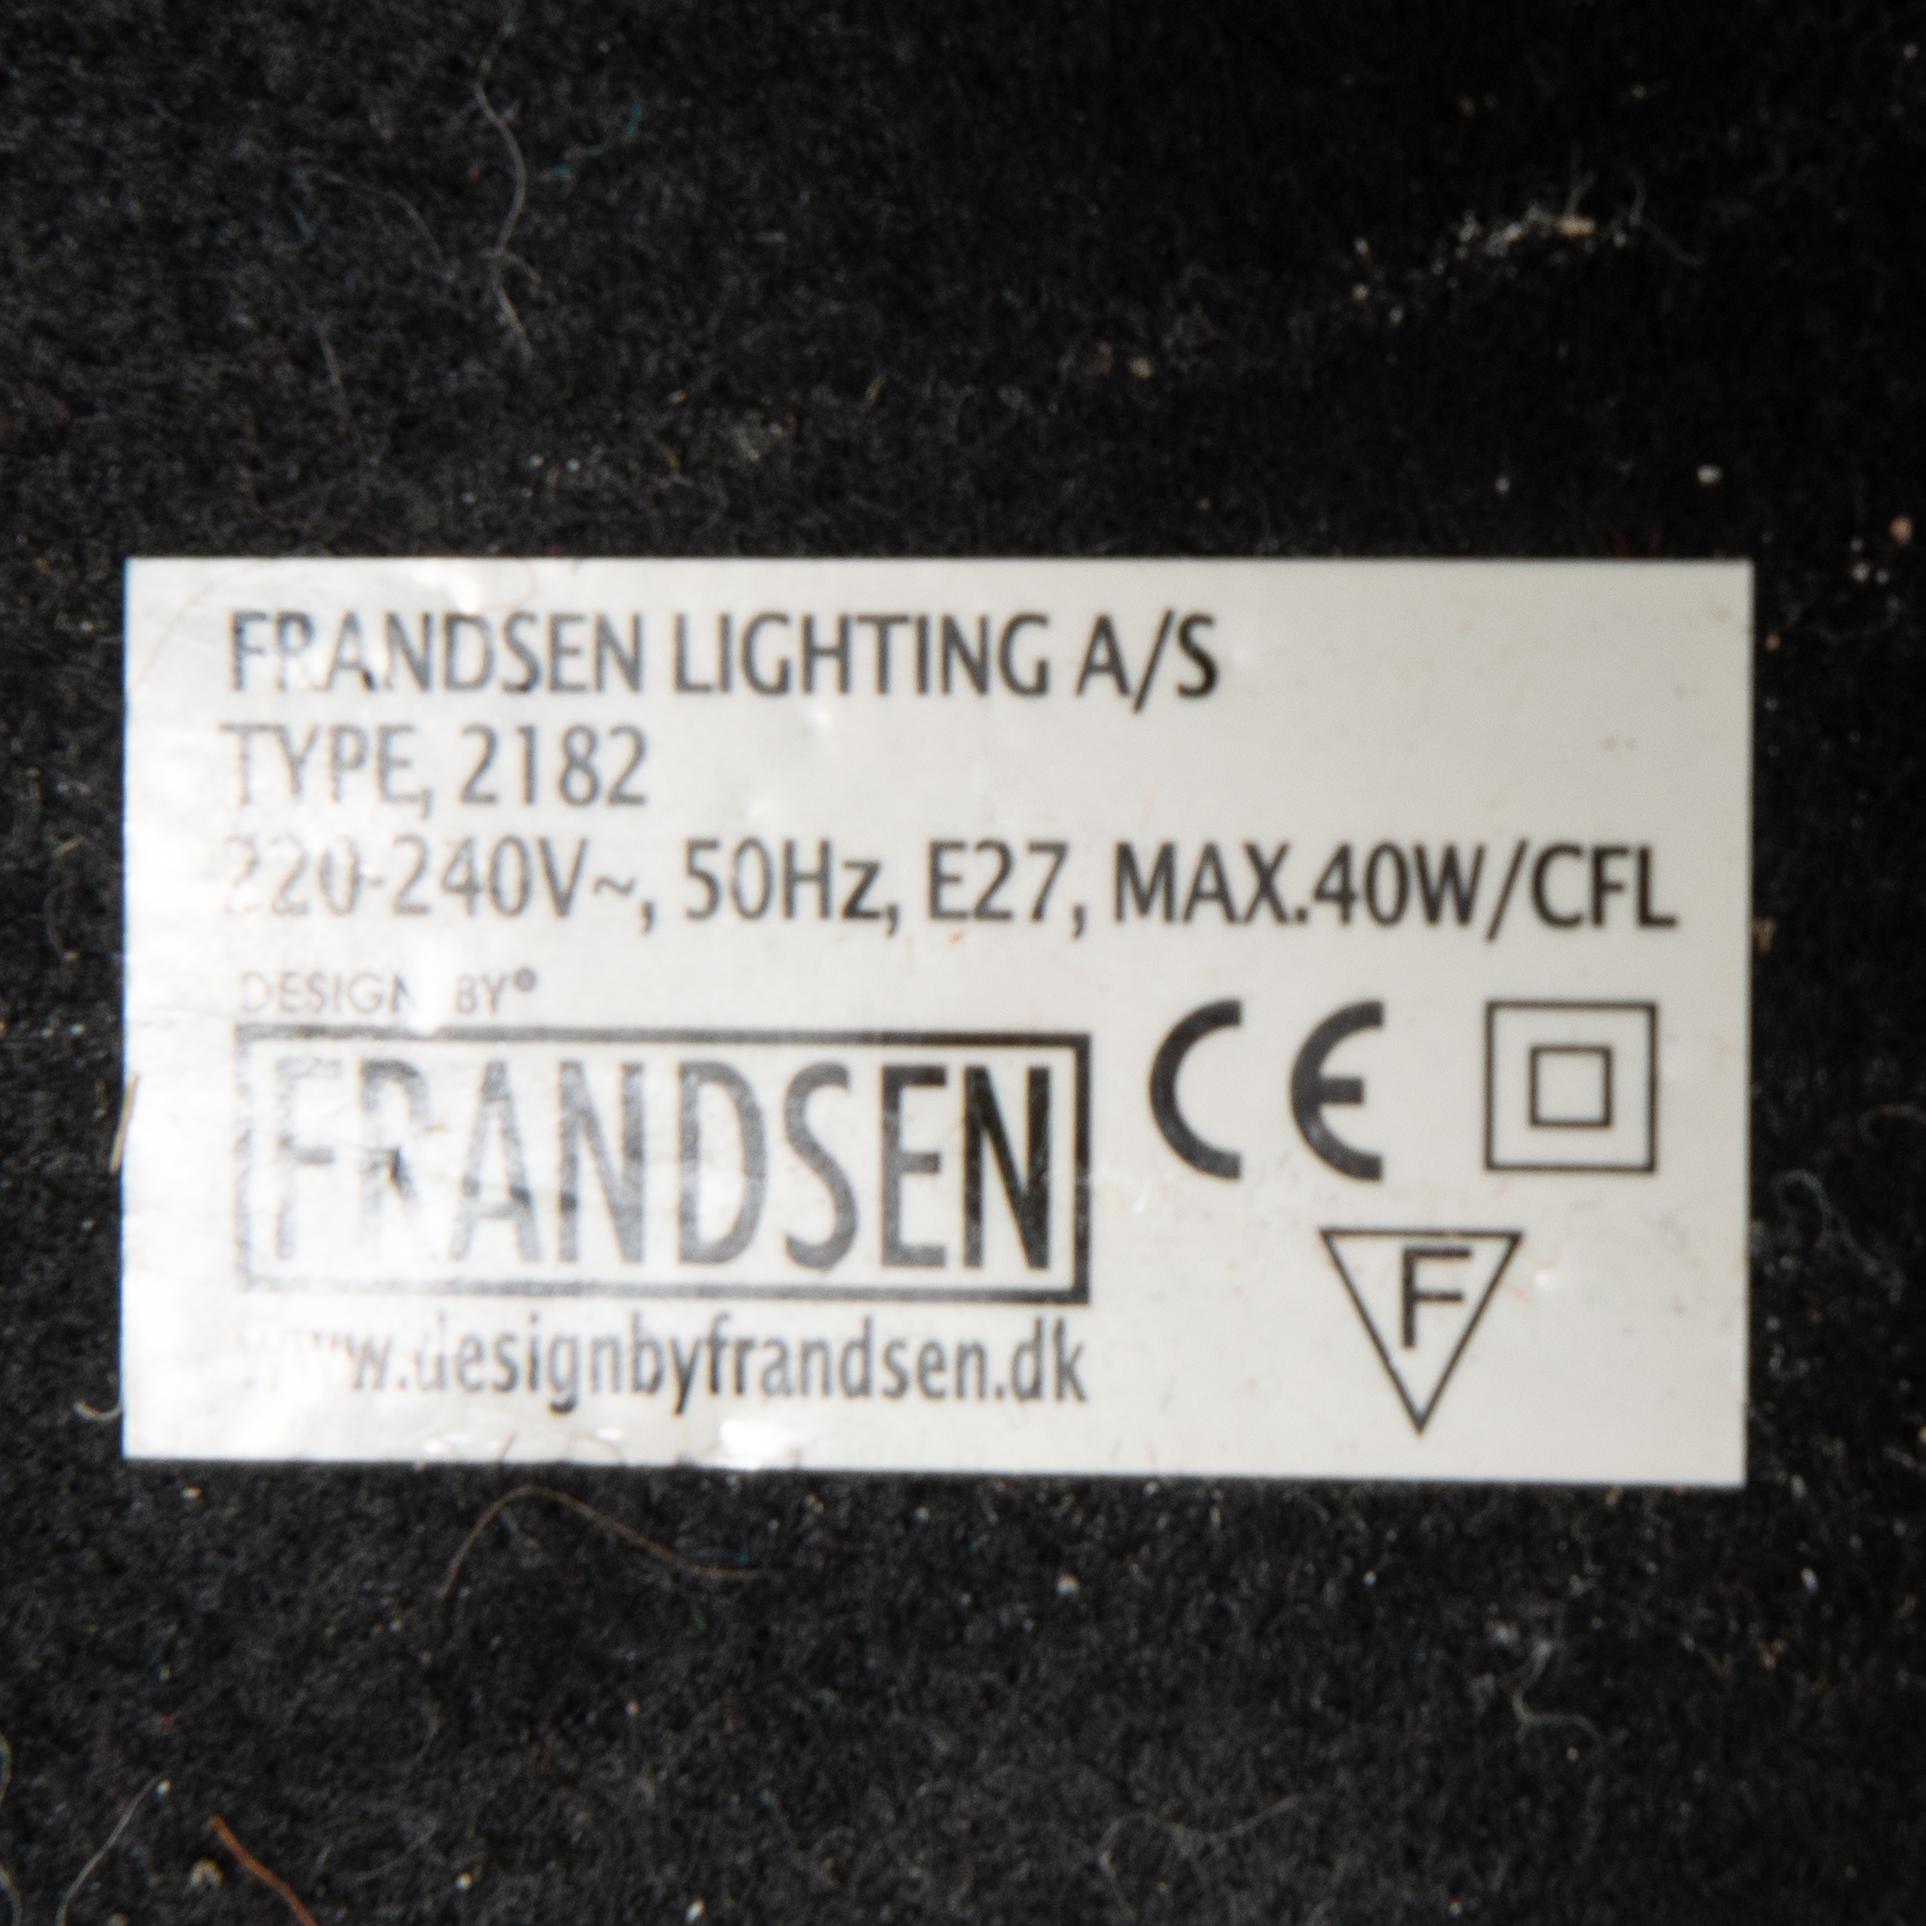 FRANDSEN LIGHTING A/S
TYPE, 2182
220-240V~, 50Hz, E27, MAX.40W/CFL
DESIGN BY®
FRANDSEN
CE
F
www.designbyfrandsen.dk